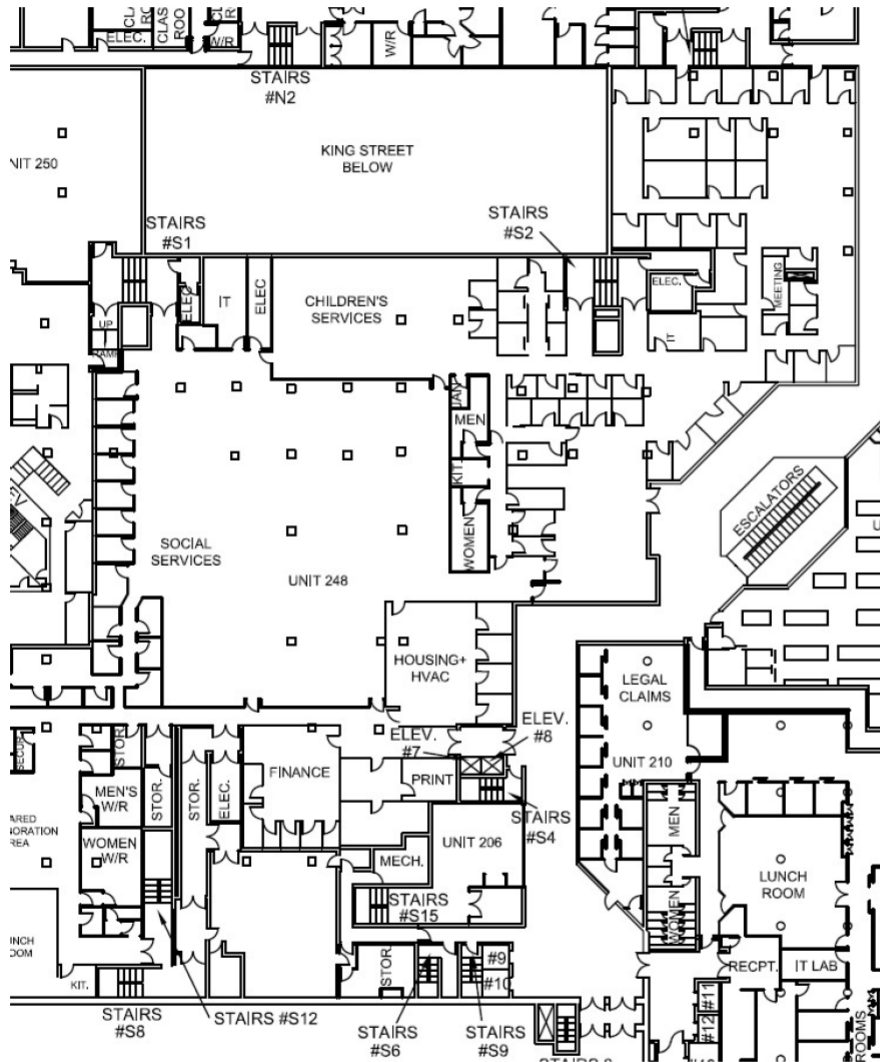 ELEC.
W/R
W/R
STAIRS
#N2
KING STREET
BELOW
NIT 250
STAIRS
#S1
STAIRS
#S2
ELEC
IT
ELEC
CHILDREN'S
SERVICES
ELEC.
MEETING
IT
UP
RAMP
JAN
MEN
KIT.
WOMEN
ESCALATORS
SOCIAL
SERVICES
UNIT 248
HOUSING+
HVAC
LEGAL
CLAIMS
UNIT 210
ELEV.
#7
ELEV.
#8
STOR.
MEN'S
W/R
STOR.
STOR.
ELEC.
FINANCE
PRINT
STAIRS
#S4
MEN
WOMEN
W/R
MECH.
UNIT 206
LUNCH
ROOM
WOMEN
STAIRS
#S15
KIT.
STOR.
#9
#10
RECPT.
IT LAB
#11
#12
STAIRS
#S8
STAIRS #S12
STAIRS
#S6
STAIRS
#S9
ROOMS